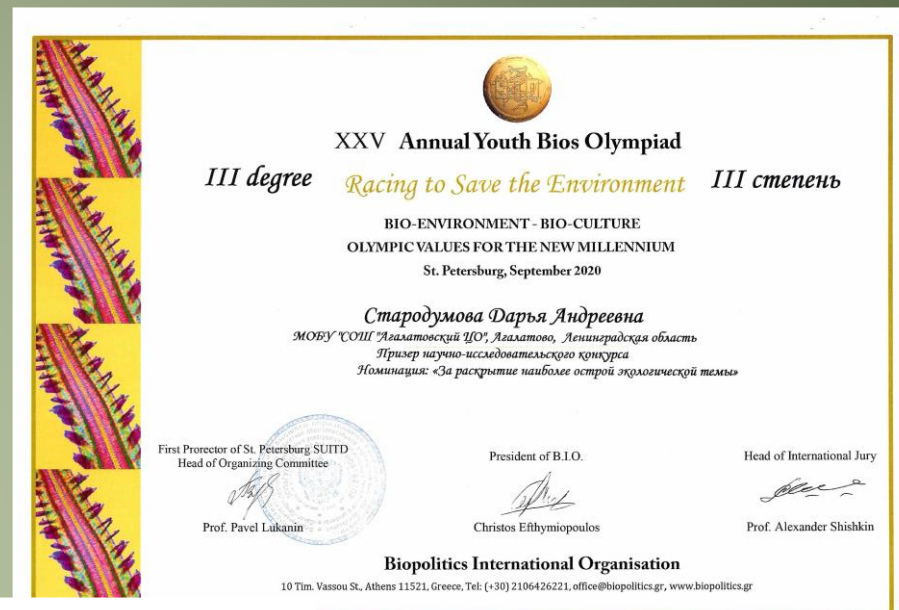 XXV Annual Youth Bios Olympiad
III degree Racing to Save the Environment III степень
BIO-ENVIRONMENT - BIO-CULTURE
OLYMPIC VALUES FOR THE NEW MILLENNIUM
St. Petersburg, September 2020
Стародумова Дарья Андреевна
МОБУ "СОШ "Агалатовский ЦО", Агалатово, Ленинградская область
Призер научно-исследовательского конкурса
Номинация: «За раскрытие наиболее острой экологической темы»
First Prorector of St. Petersburg SUITD
Head of Organizing Committee
President of B.I.O.
Head of International Jury
Prof. Pavel Lukanin
Christos Efthymiopoulos
Prof. Alexander Shishkin
Biopolitics International Organisation
10 Tim. Vassou St., Athens 11521, Greece, Tel: (+30) 2106426221, office@biopolitics.gr, www.biopolitics.gr